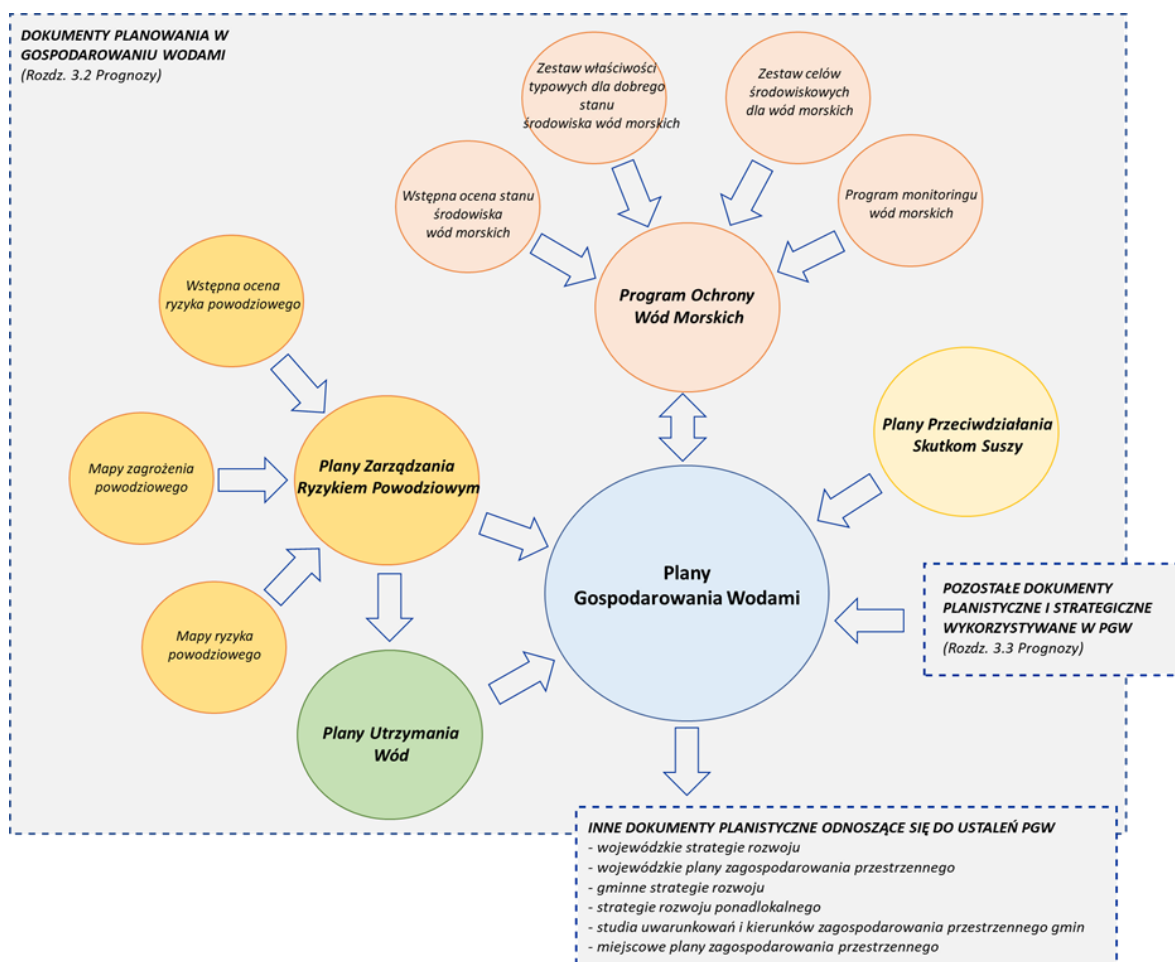 DOKUMENTY PLANOWANIA W
GOSPODAROWANIU WODAMI
(Rozdz. 3.2 Prognozy)
Zestaw właściwości
typowych dla dobrego
stanu
środowiska wód morskich
Zestaw celów
środowiskowych
dla wód morskich
Wstępna ocena stanu
środowiska
wód morskich
Program monitoringu
wód morskich
Program Ochrony
Wód Morskich
Wstępna ocena
ryzyka powodziowego
Mapy zagrożenia
powodziowego
Plany Zarządzania
Ryzykiem Powodziowym
Plany Przeciwdziałania
Skutkom Suszy
Mapy ryzyka
powodziowego
Plany
Gospodarowania Wodami
POZOSTAŁE DOKUMENTY
PLANISTYCZNE I STRATEGICZNE
WYKORZYSTYWANE W PGW
(Rozdz. 3.3 Prognozy)
Plany Utrzymania
Wód
INNE DOKUMENTY PLANISTYCZNE ODNOSZĄCE SIĘ DO USTALEŃ PGW
- wojewódzkie strategie rozwoju
- wojewódzkie plany zagospodarowania przestrzennego
- gminne strategie rozwoju
- strategie rozwoju ponadlokalnego
- studia uwarunkowań i kierunków zagospodarowania przestrzennego gmin
- miejscowe plany zagospodarowania przestrzennego